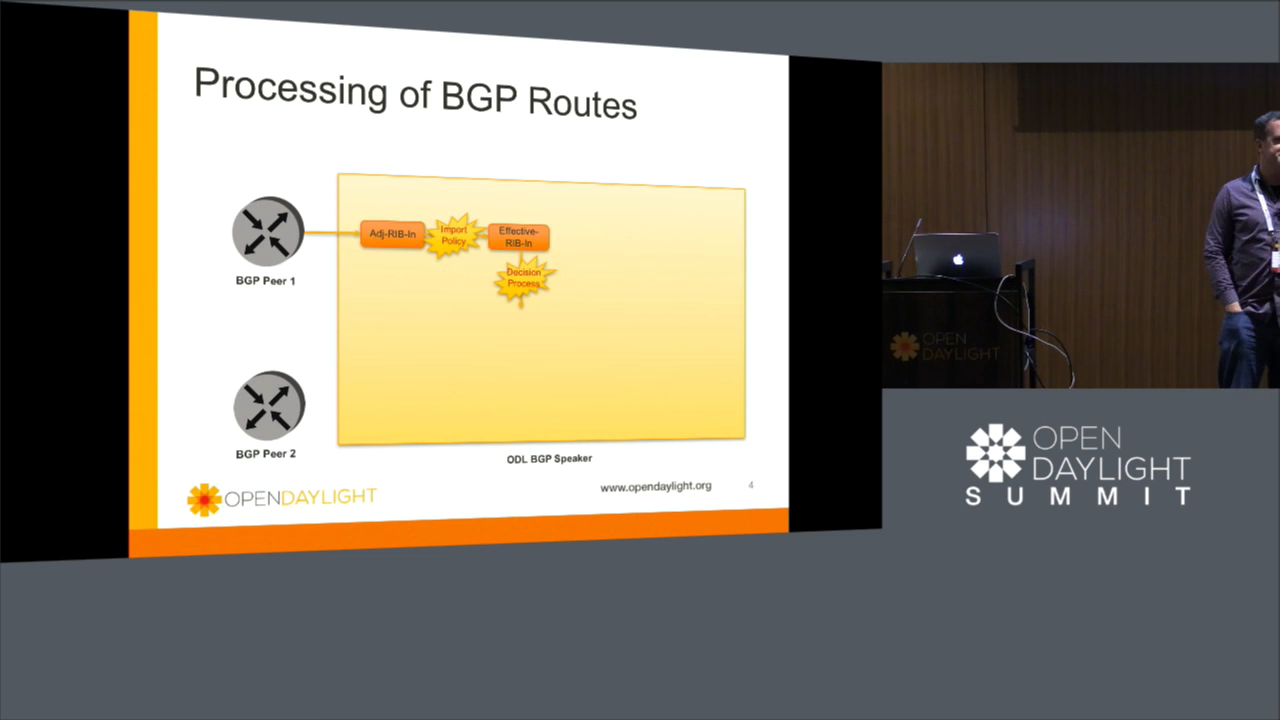 Processing of BGP Routes
Adj-RIB-In
Import
Policy
Effective-
RIB-In
Decision
Process
BGP Peer 1
BGP Peer 2
ODL BGP Speaker
OPENDAYLIGHT
www.opendaylight.org
4
OPEN
DAYLIGHT
OPEN
DAYLIGHT
SUMMIT